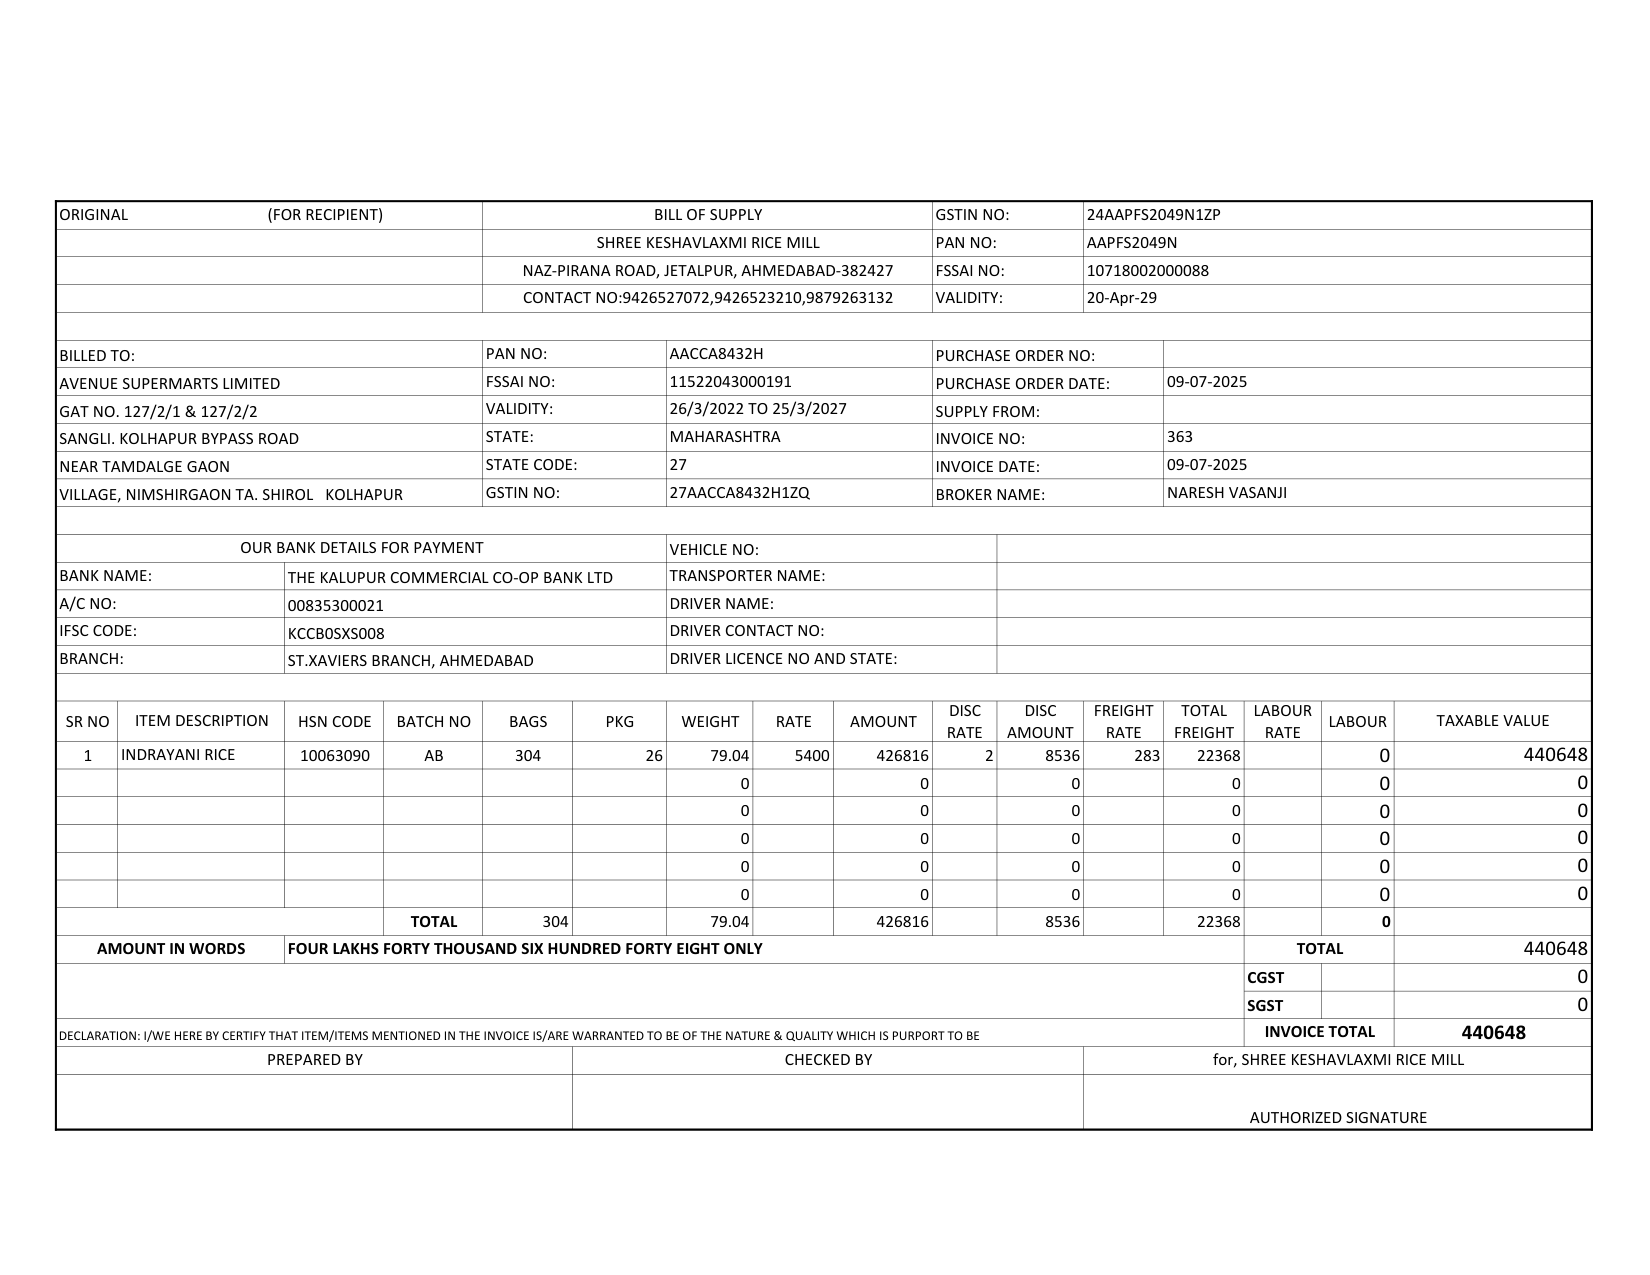 ORIGINAL (FOR RECIPIENT) BILL OF SUPPLY GSTIN NO: 24AAPFS2049N1ZP
SHREE KESHAVLAXMI RICE MILL PAN NO: AAPFS2049N
NAZ-PIRANA ROAD, JETALPUR, AHMEDABAD-382427 FSSAI NO: 10718002000088
CONTACT NO:9426527072,9426523210,9879263132 VALIDITY: 20-Apr-29
BILLED TO: PAN NO: AACCA8432H PURCHASE ORDER NO:
AVENUE SUPERMARTS LIMITED FSSAI NO: 11522043000191 PURCHASE ORDER DATE: 09-07-2025
GAT NO. 127/2/1 & 127/2/2 VALIDITY: 26/3/2022 TO 25/3/2027 SUPPLY FROM:
SANGLI. KOLHAPUR BYPASS ROAD STATE: MAHARASHTRA INVOICE NO: 363
NEAR TAMDALGE GAON STATE CODE: 27 INVOICE DATE: 09-07-2025
VILLAGE, NIMSHIRGAON TA. SHIROL KOLHAPUR GSTIN NO: 27AACCA8432H1ZQ BROKER NAME: NARESH VASANJI
OUR BANK DETAILS FOR PAYMENT VEHICLE NO:
BANK NAME: THE KALUPUR COMMERCIAL CO-OP BANK LTD TRANSPORTER NAME:
A/C NO: 00835300021 DRIVER NAME:
IFSC CODE: KCCB0SXS008 DRIVER CONTACT NO:
BRANCH: ST.XAVIERS BRANCH, AHMEDABAD DRIVER LICENCE NO AND STATE:
SR NO ITEM DESCRIPTION HSN CODE BATCH NO BAGS PKG WEIGHT RATE AMOUNT DISC RATE DISC AMOUNT FREIGHT RATE TOTAL FREIGHT LABOUR RATE LABOUR TAXABLE VALUE
1 INDRAYANI RICE 10063090 AB 304 26 79.04 5400 426816 2 8536 283 22368 0 440648
0 0 0 0 0 0
0 0 0 0 0 0
0 0 0 0 0 0
0 0 0 0 0 0
0 0 0 0 0 0
TOTAL 304 79.04 426816 8536 22368 0
AMOUNT IN WORDS FOUR LAKHS FORTY THOUSAND SIX HUNDRED FORTY EIGHT ONLY TOTAL 440648
CGST 0
SGST 0
DECLARATION: I/WE HERE BY CERTIFY THAT ITEM/ITEMS MENTIONED IN THE INVOICE IS/ARE WARRANTED TO BE OF THE NATURE & QUALITY WHICH IS PURPORT TO BE INVOICE TOTAL 440648
PREPARED BY CHECKED BY for, SHREE KESHAVLAXMI RICE MILL
AUTHORIZED SIGNATURE